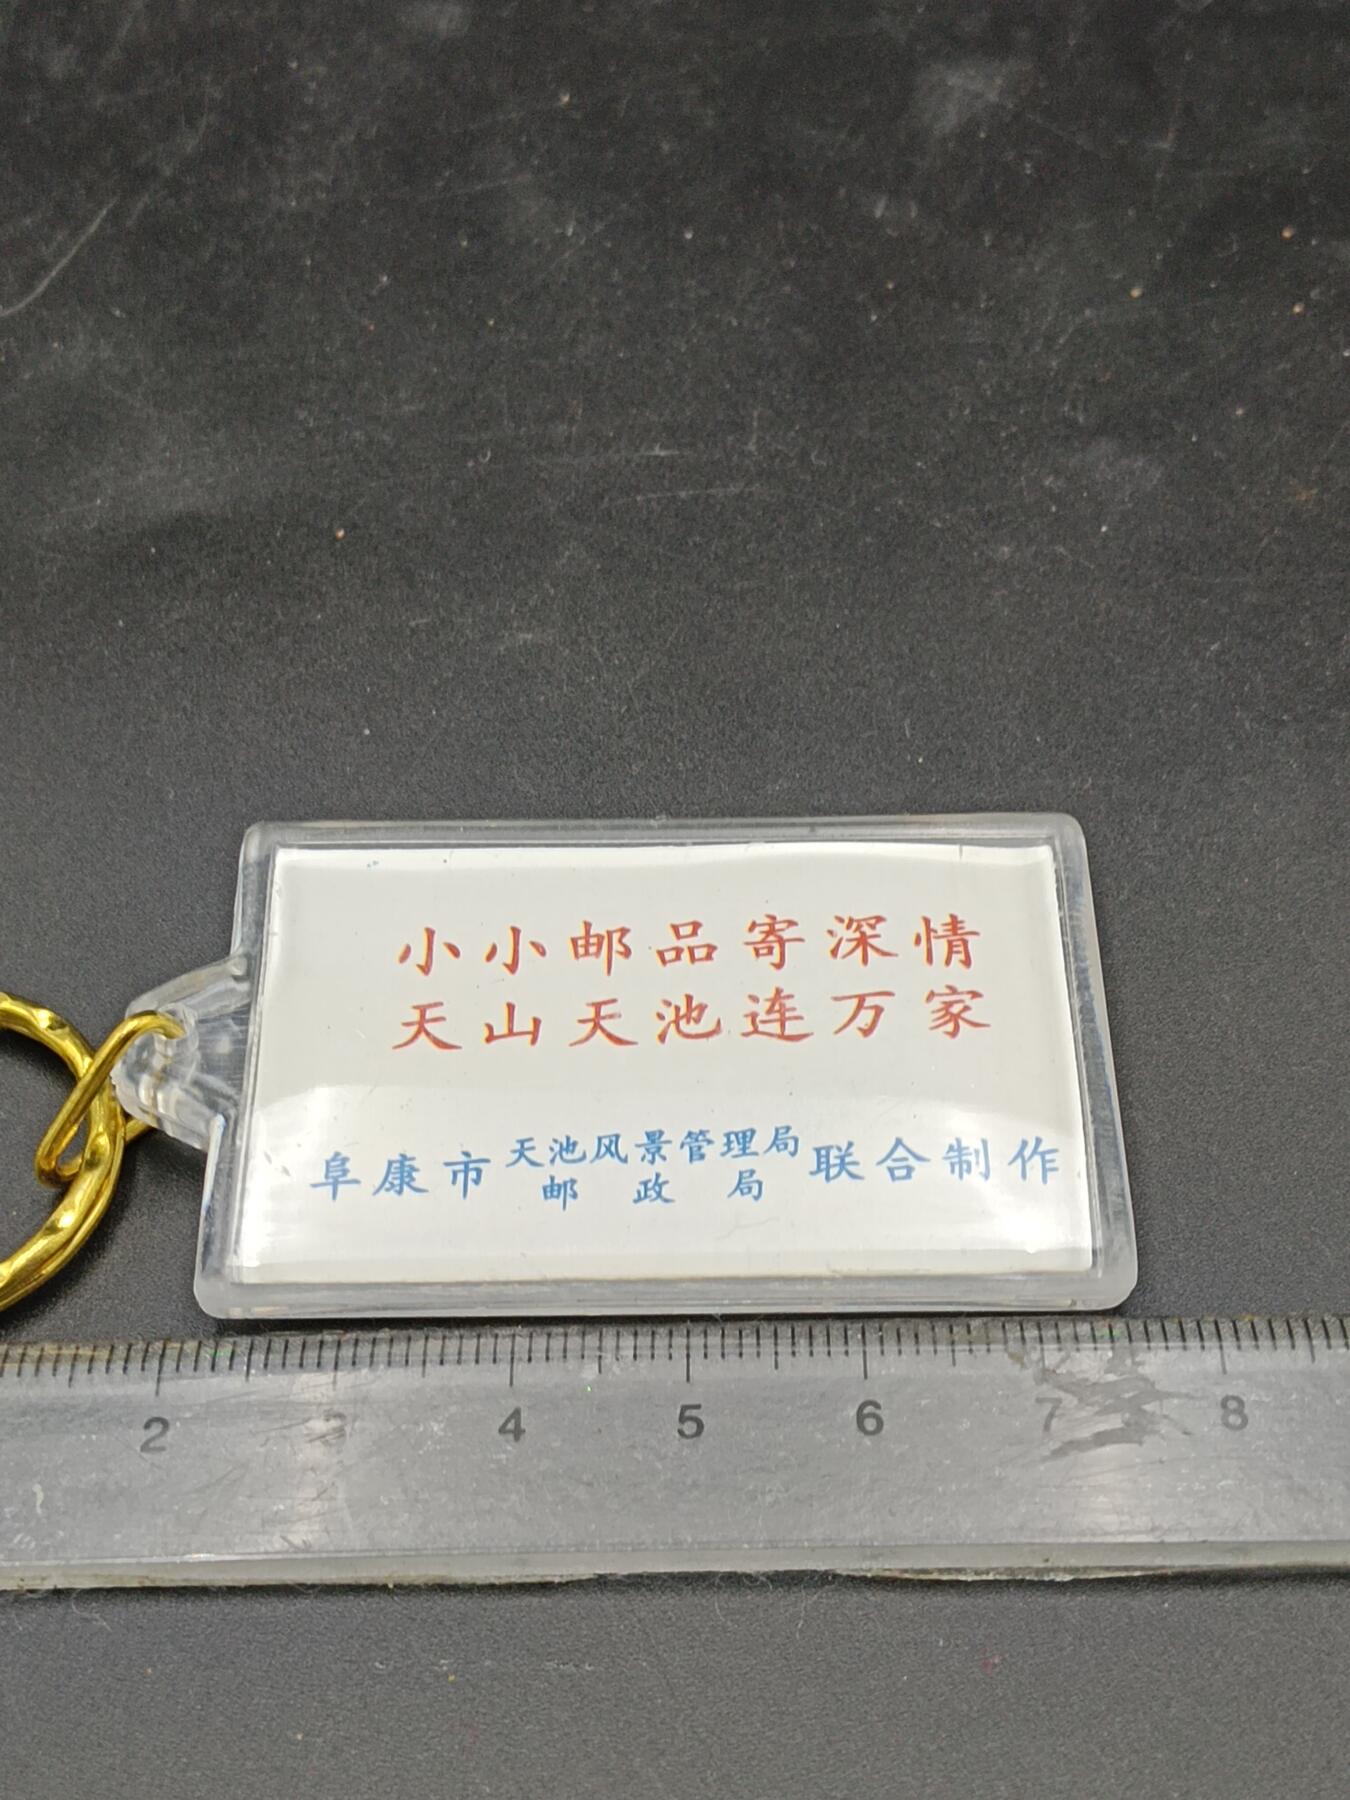 小小邮品寄深情
天山天池连万家
阜康市 天池风景管理局 联合制作
邮政局
2 3 4 5 6 7 8